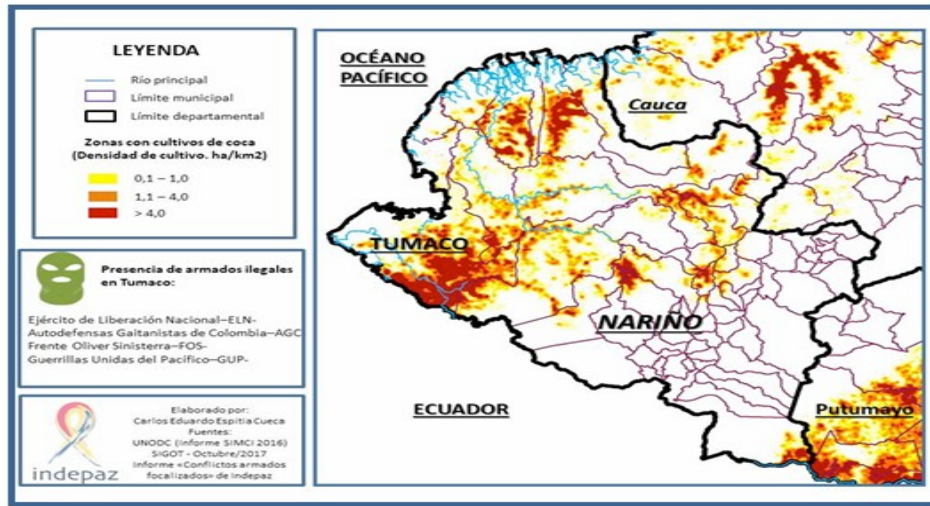 LEYENDA
Río principal
Límite municipal
Límite departamental
Zonas con cultivos de coca
(Densidad de cultivo. ha/km2)
0,1 – 1,0
1,1 – 4,0
> 4,0
Presencia de armados ilegales
en Tumaco:
Ejército de Liberación Nacional–ELN-
Autodefensas Gaitanistas de Colombia–AGC
Frente Oliver Sinisterra–FOS-
Guerrillas Unidas del Pacífico–GUP-
indepaz
Elaborado por:
Carlos Eduardo Espitia Cueca
Fuentes:
UNODC (Informe SIMCI 2016)
SIGOT - Octubre/2017
Informe «Conflictos armados
focalizados» de Indepaz
OCÉANO
PACÍFICO
Cauca
TUMACO
NARIÑO
ECUADOR
Putumayo